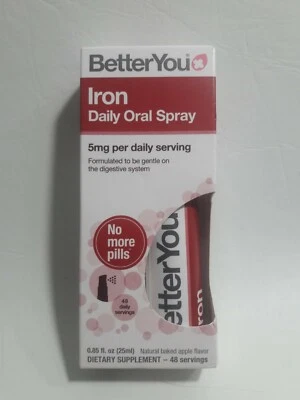 BetterYou
Iron
Daily Oral Spray
5mg per daily serving
Formulated to be gentle on
the digestive system
No
more
pills
48
daily
servings
etterYou
Iron
0.85 fl. oz (25ml) Natural baked apple flavor
DIETARY SUPPLEMENT – 48 servings